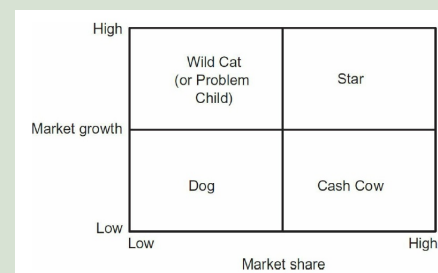 High
Wild Cat
(or Problem
Child)
Star
Market growth
Dog
Cash Cow
Low
Low
High
Market share